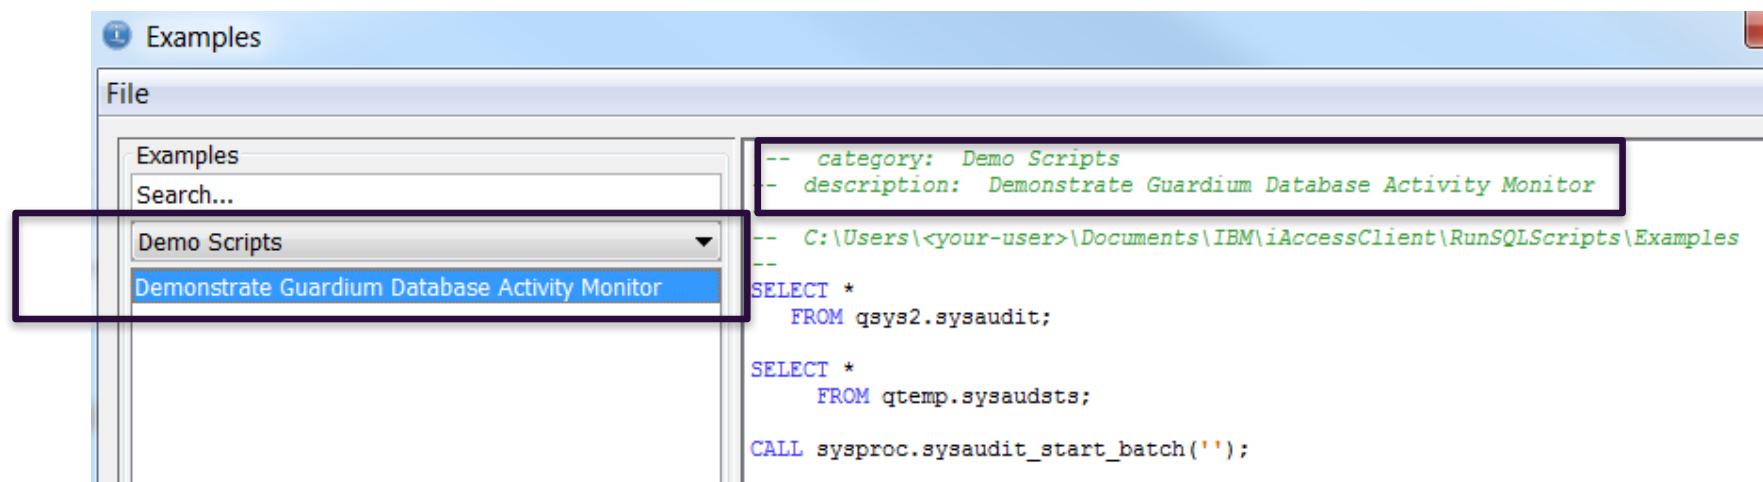 Examples
File
Examples
Search...
Demo Scripts
Demonstrate Guardium Database Activity Monitor
-- category: Demo Scripts
-- description: Demonstrate Guardium Database Activity Monitor
-- C:\Users\<your-user>\Documents\IBM\iAccessClient\RunSQLScripts\Examples
--
SELECT *
FROM qsys2.sysaudit;
SELECT *
FROM qtemp.sysaudsts;
CALL sysproc.sysaudit_start_batch('');